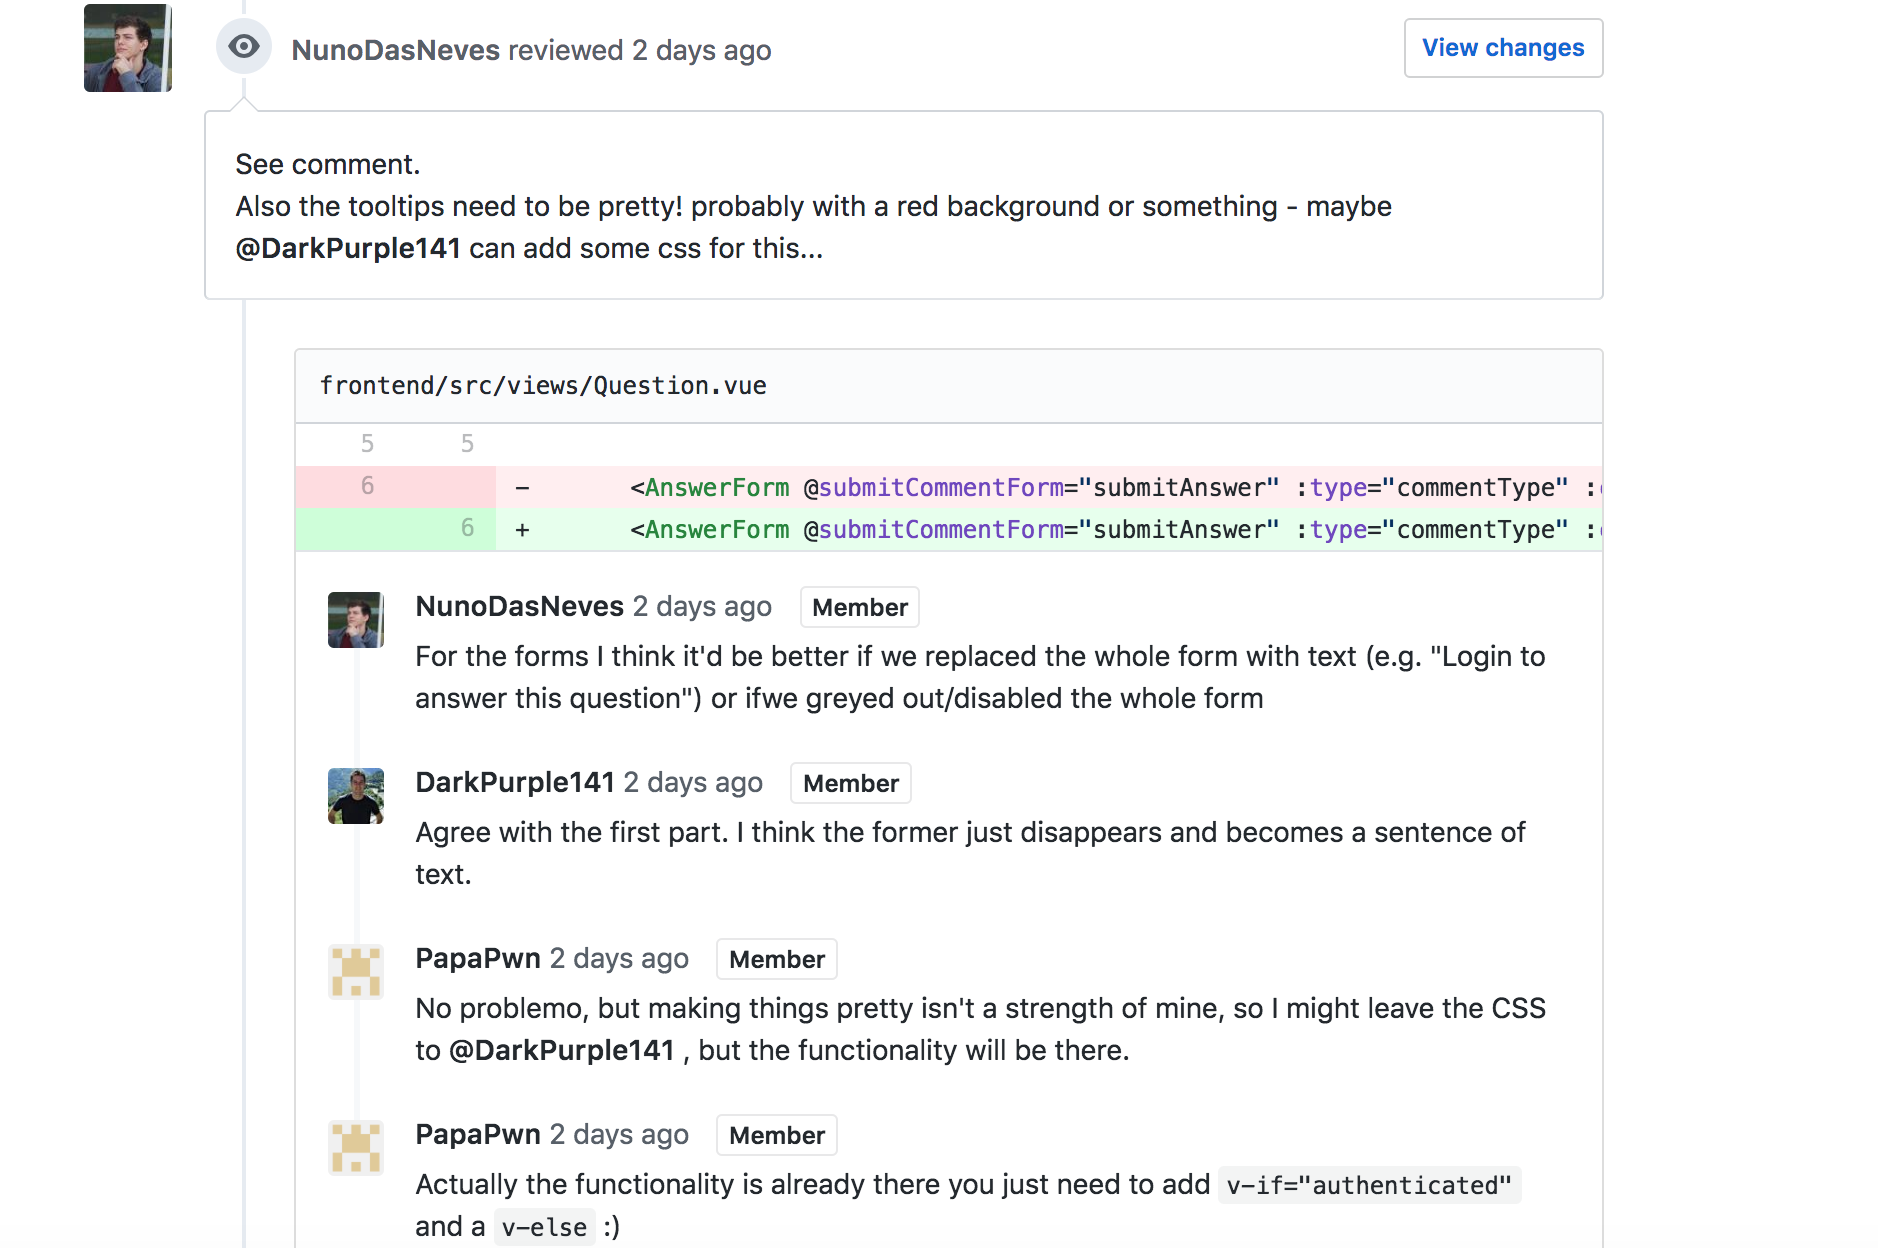 NunoDasNeves reviewed 2 days ago
View changes
See comment.
Also the tooltips need to be pretty! probably with a red background or something - maybe
@DarkPurple141 can add some css for this...
frontend/src/views/Question.vue
5 5
6 - <AnswerForm @submitCommentForm="submitAnswer" :type="commentType" :
6 + <AnswerForm @submitCommentForm="submitAnswer" :type="commentType" :
NunoDasNeves 2 days ago Member
For the forms I think it'd be better if we replaced the whole form with text (e.g. "Login to
answer this question") or ifwe greyed out/disabled the whole form
DarkPurple141 2 days ago Member
Agree with the first part. I think the former just disappears and becomes a sentence of
text.
PapaPwn 2 days ago Member
No problemo, but making things pretty isn't a strength of mine, so I might leave the CSS
to @DarkPurple141 , but the functionality will be there.
PapaPwn 2 days ago Member
Actually the functionality is already there you just need to add v-if="authenticated"
and a v-else :)